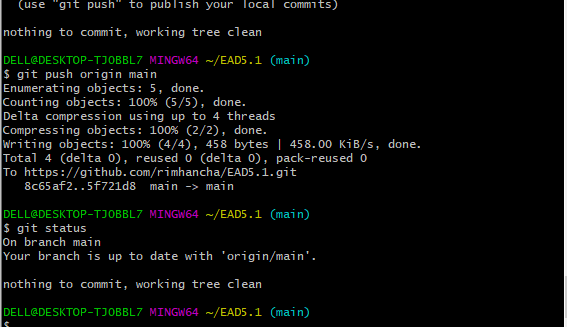 (use "git push" to publish your local commits)
nothing to commit, working tree clean
DELL@DESKTOP-TJOBBL7 MINGW64 ~/EAD5.1 (main)
$ git push origin main
Enumerating objects: 5, done.
Counting objects: 100% (5/5), done.
Delta compression using up to 4 threads
Compressing objects: 100% (2/2), done.
Writing objects: 100% (4/4), 458 bytes | 458.00 KiB/s, done.
Total 4 (delta 0), reused 0 (delta 0), pack-reused 0
To https://github.com/rimhancha/EAD5.1.git
8c65af2..5f721d8  main -> main
DELL@DESKTOP-TJOBBL7 MINGW64 ~/EAD5.1 (main)
$ git status
On branch main
Your branch is up to date with 'origin/main'.
nothing to commit, working tree clean
DELL@DESKTOP-TJOBBL7 MINGW64 ~/EAD5.1 (main)
$